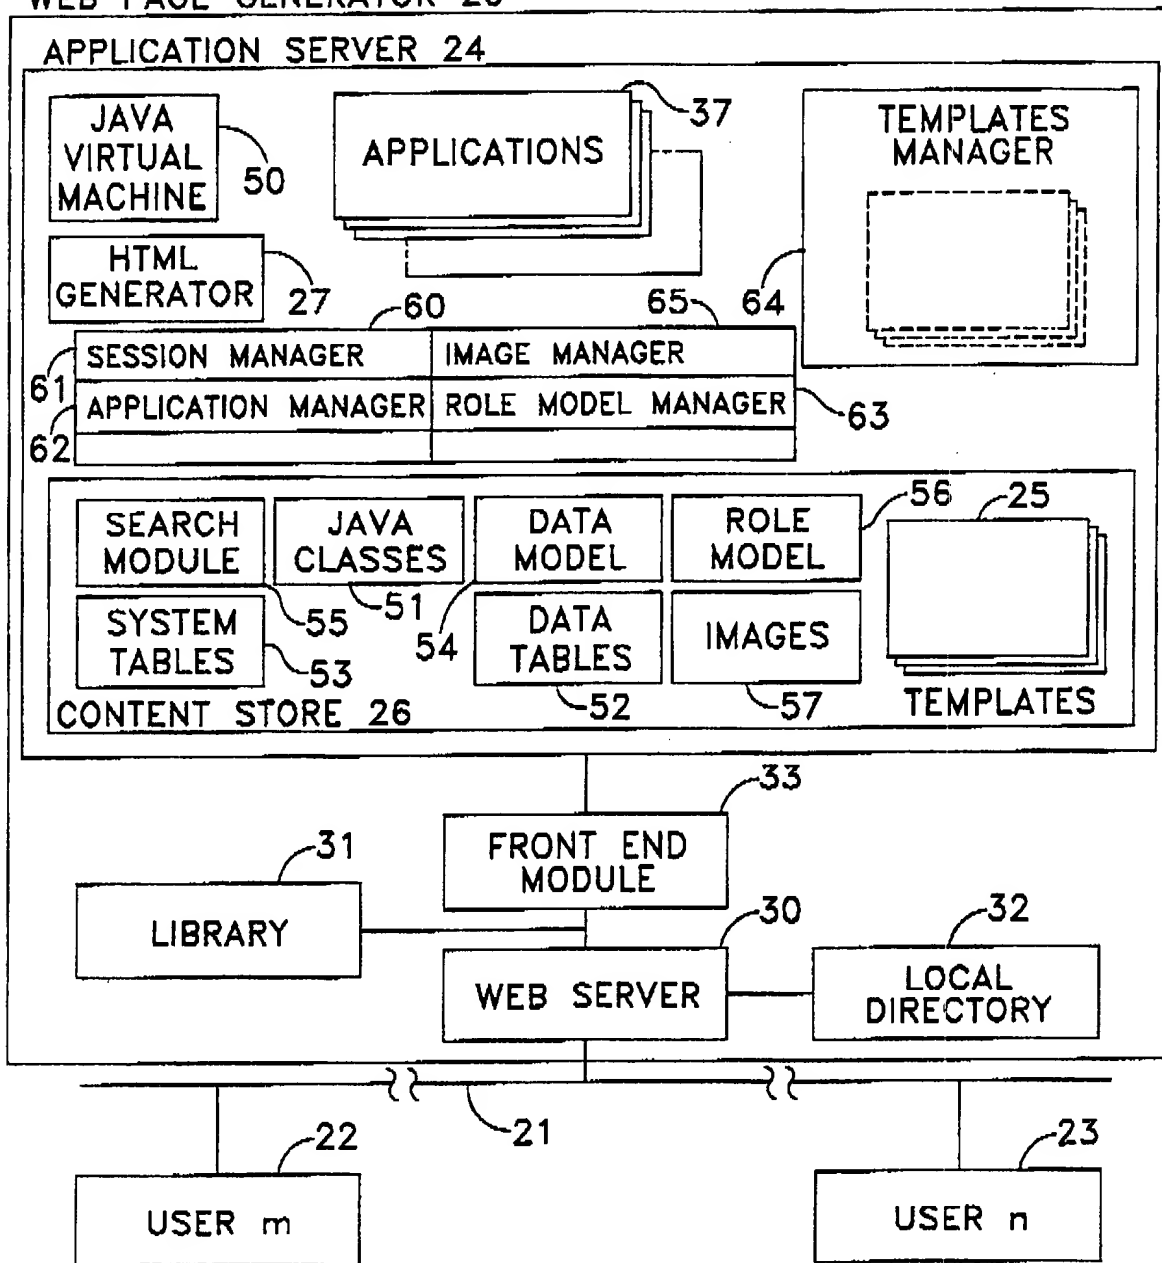 WEB PAGE GENERATOR
APPLICATION SERVER 24
JAVA
VIRTUAL
MACHINE
50
APPLICATIONS
37
TEMPLATES
MANAGER
64
HTML
GENERATOR
27
60
65
61
SESSION MANAGER
IMAGE MANAGER
62
APPLICATION MANAGER
ROLE MODEL MANAGER
63
SEARCH
MODULE
55
JAVA
CLASSES
51
DATA
MODEL
54
ROLE
MODEL
56
25
SYSTEM
TABLES
53
DATA
TABLES
52
IMAGES
57
TEMPLATES
CONTENT STORE 26
33
FRONT END
MODULE
31
LIBRARY
30
WEB SERVER
32
LOCAL
DIRECTORY
21
22
USER m
23
USER n